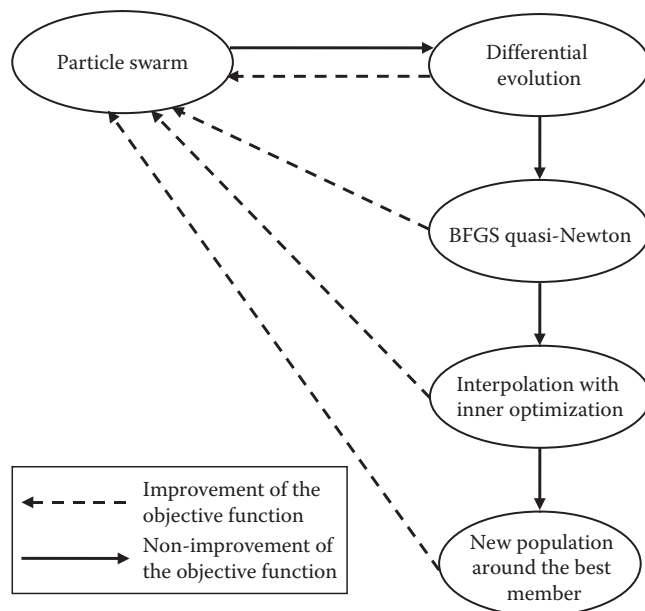 Particle swarm
Differential
evolution
BFGS quasi-Newton
Interpolation with
inner optimization
New population
around the best
member
Improvement of the
objective function
Non-improvement of
the objective function